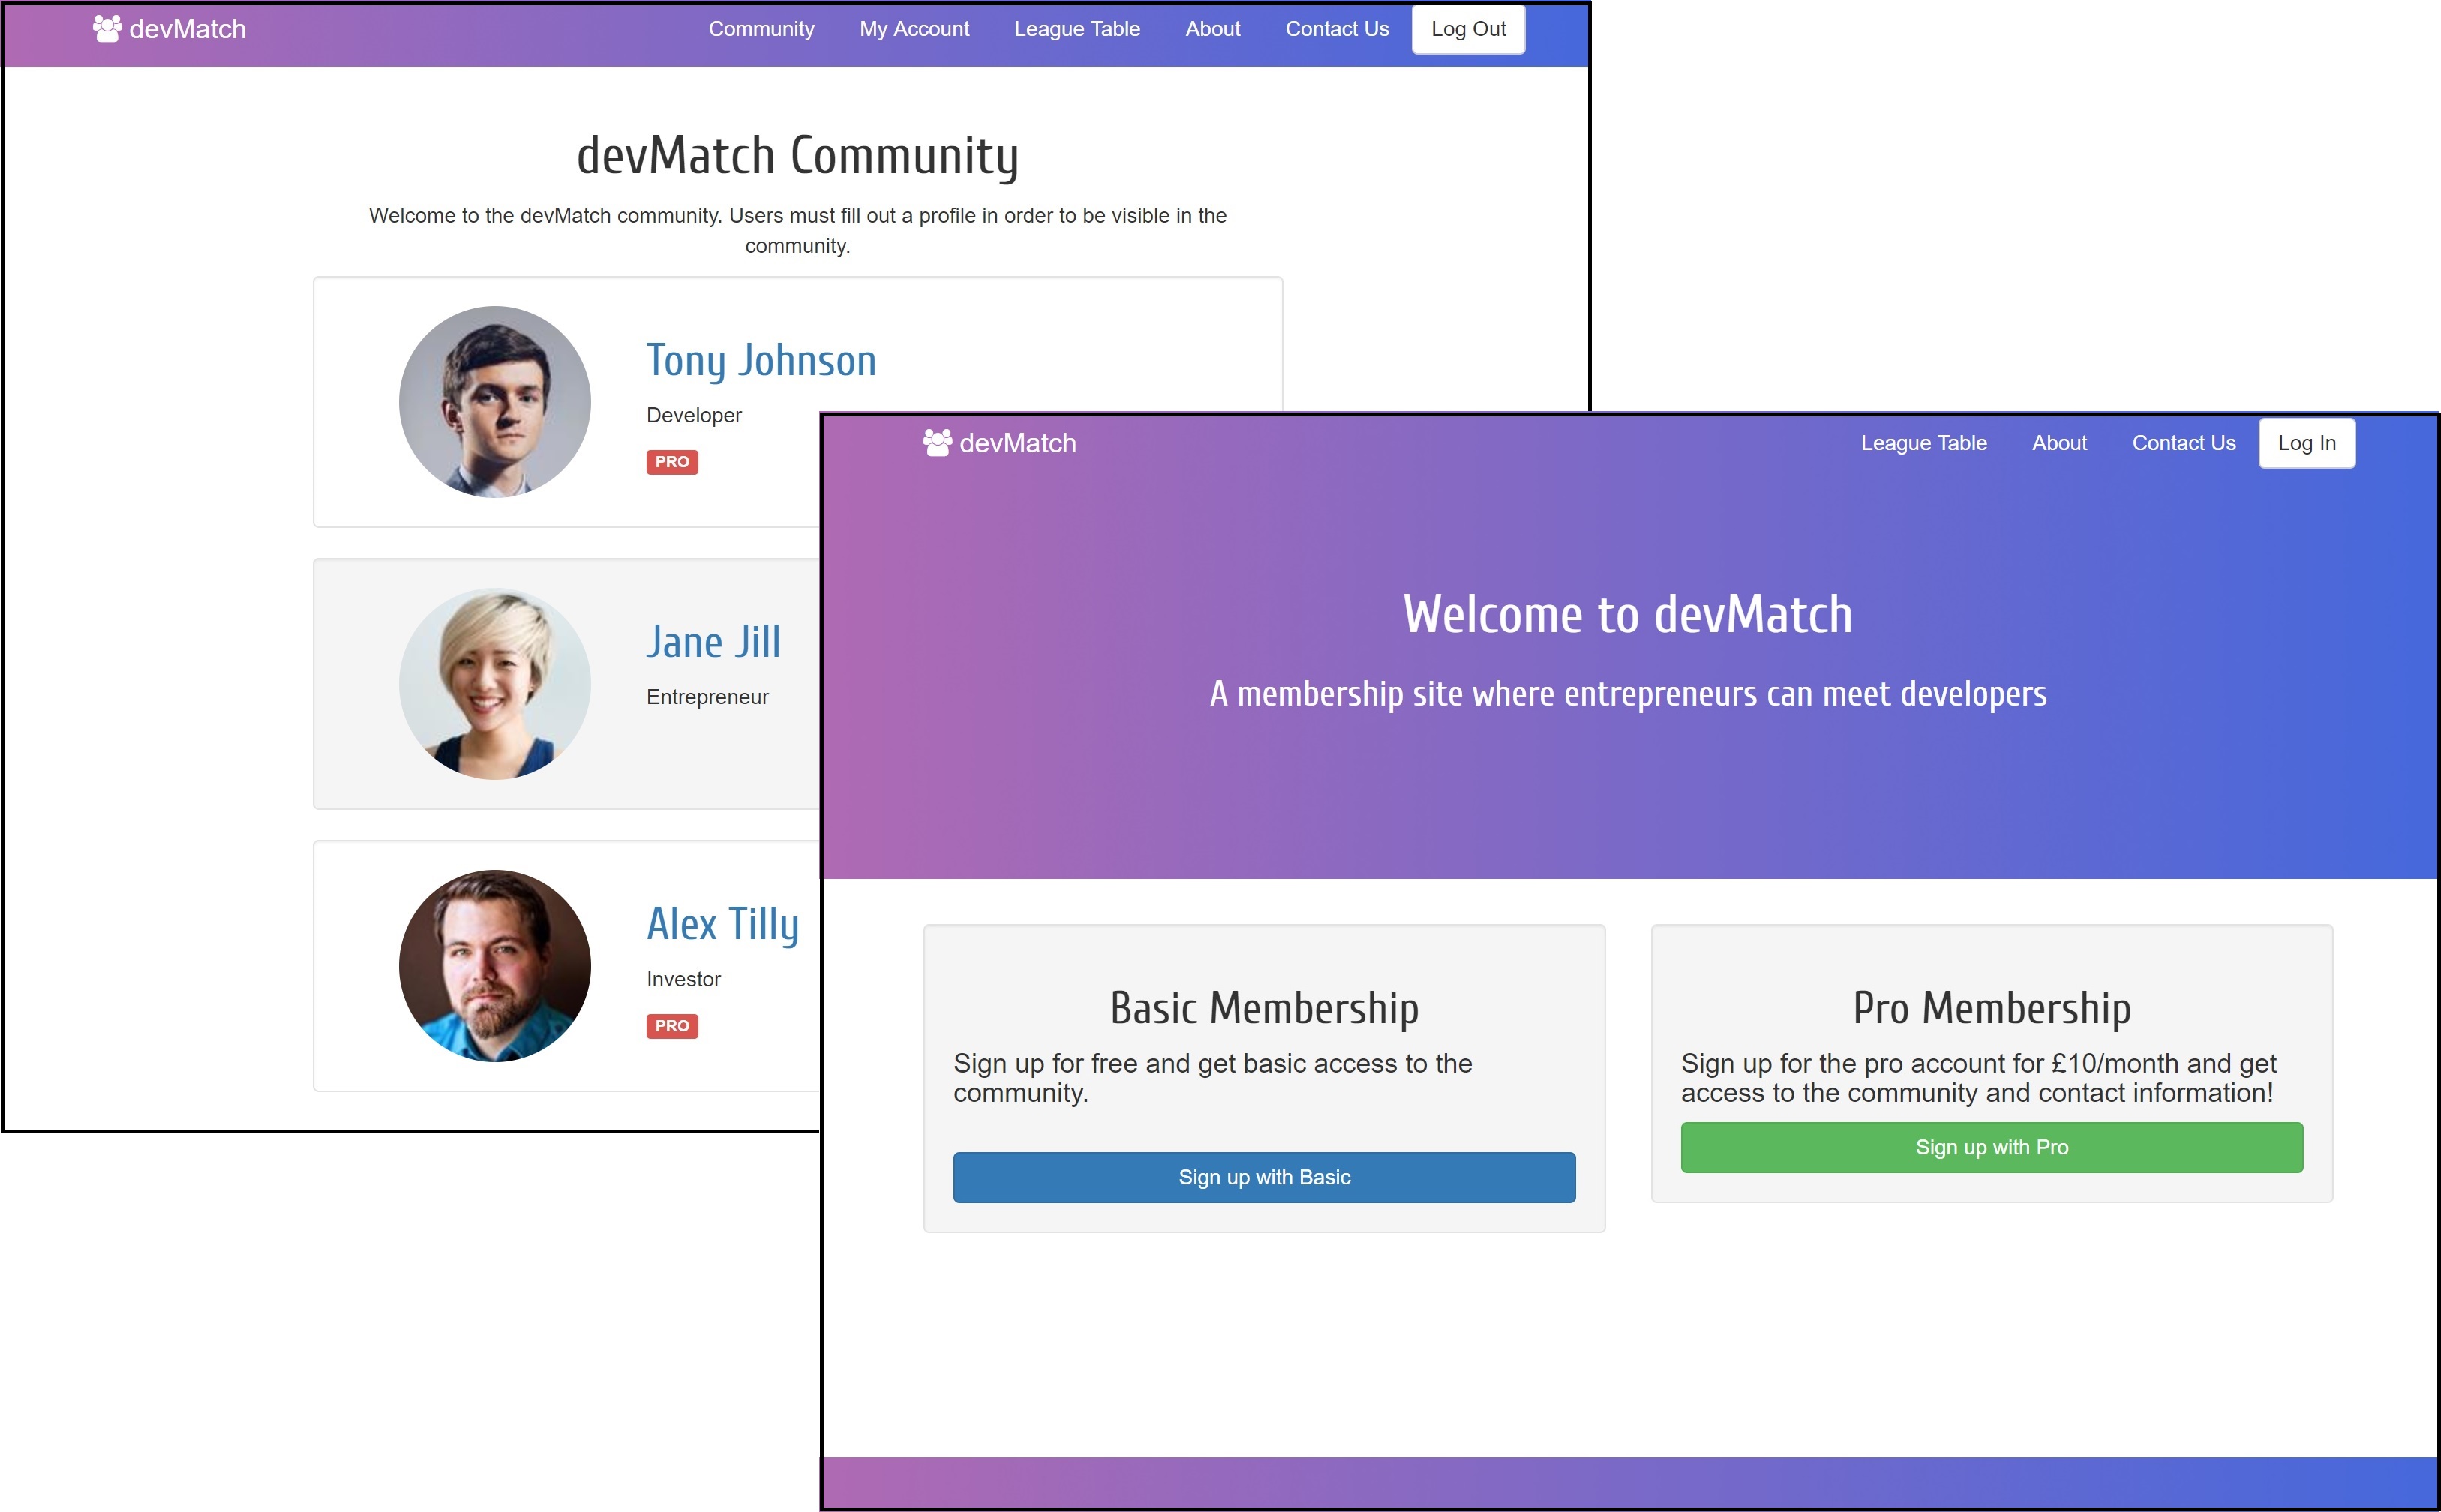 devMatch
Community
My Account
League Table
About
Contact Us
Log Out
devMatch Community
Welcome to the devMatch community. Users must fill out a profile in order to be visible in the
community.
Tony Johnson
Developer
PRO
Jane Jill
Entrepreneur
Alex Tilly
Investor
PRO
devMatch
League Table
About
Contact Us
Log In
Welcome to devMatch
A membership site where entrepreneurs can meet developers
Basic Membership
Sign up for free and get basic access to the
community.
Sign up with Basic
Pro Membership
Sign up for the pro account for £10/month and get
access to the community and contact information!
Sign up with Pro